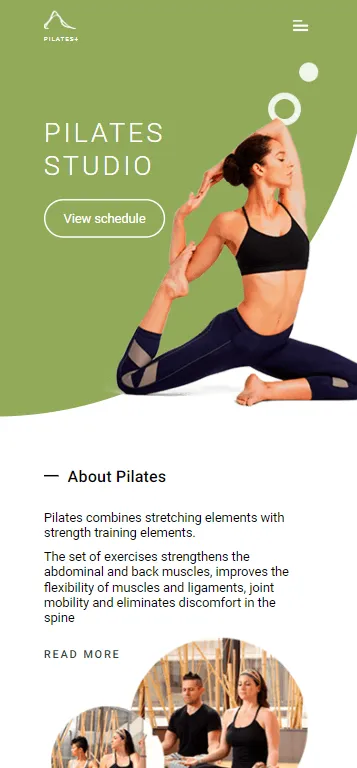 PILATES+
PILATES
STUDIO
View schedule
About Pilates
Pilates combines stretching elements with
strength training elements.
The set of exercises strengthens the
abdominal and back muscles, improves the
flexibility of muscles and ligaments, joint
mobility and eliminates discomfort in the
spine
READ MORE